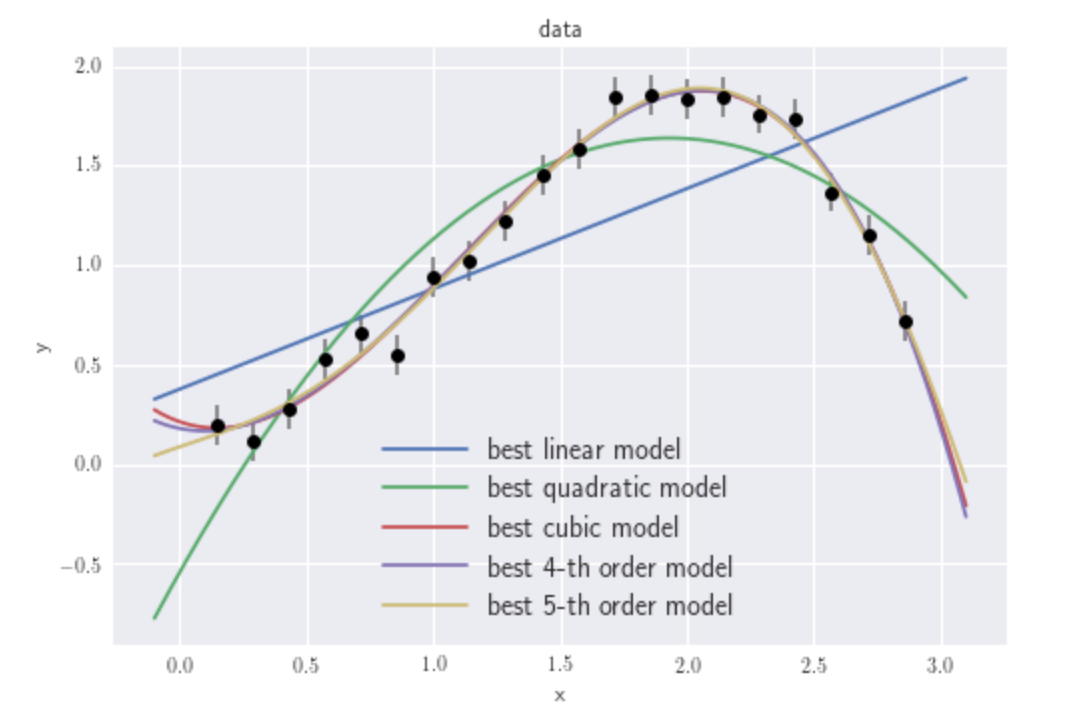 data
2.0
1.5
1.0
0.5
0.0
−0.5
y
best linear model
best quadratic model
best cubic model
best 4-th order model
best 5-th order model
0.0 0.5 1.0 1.5 2.0 2.5 3.0
x